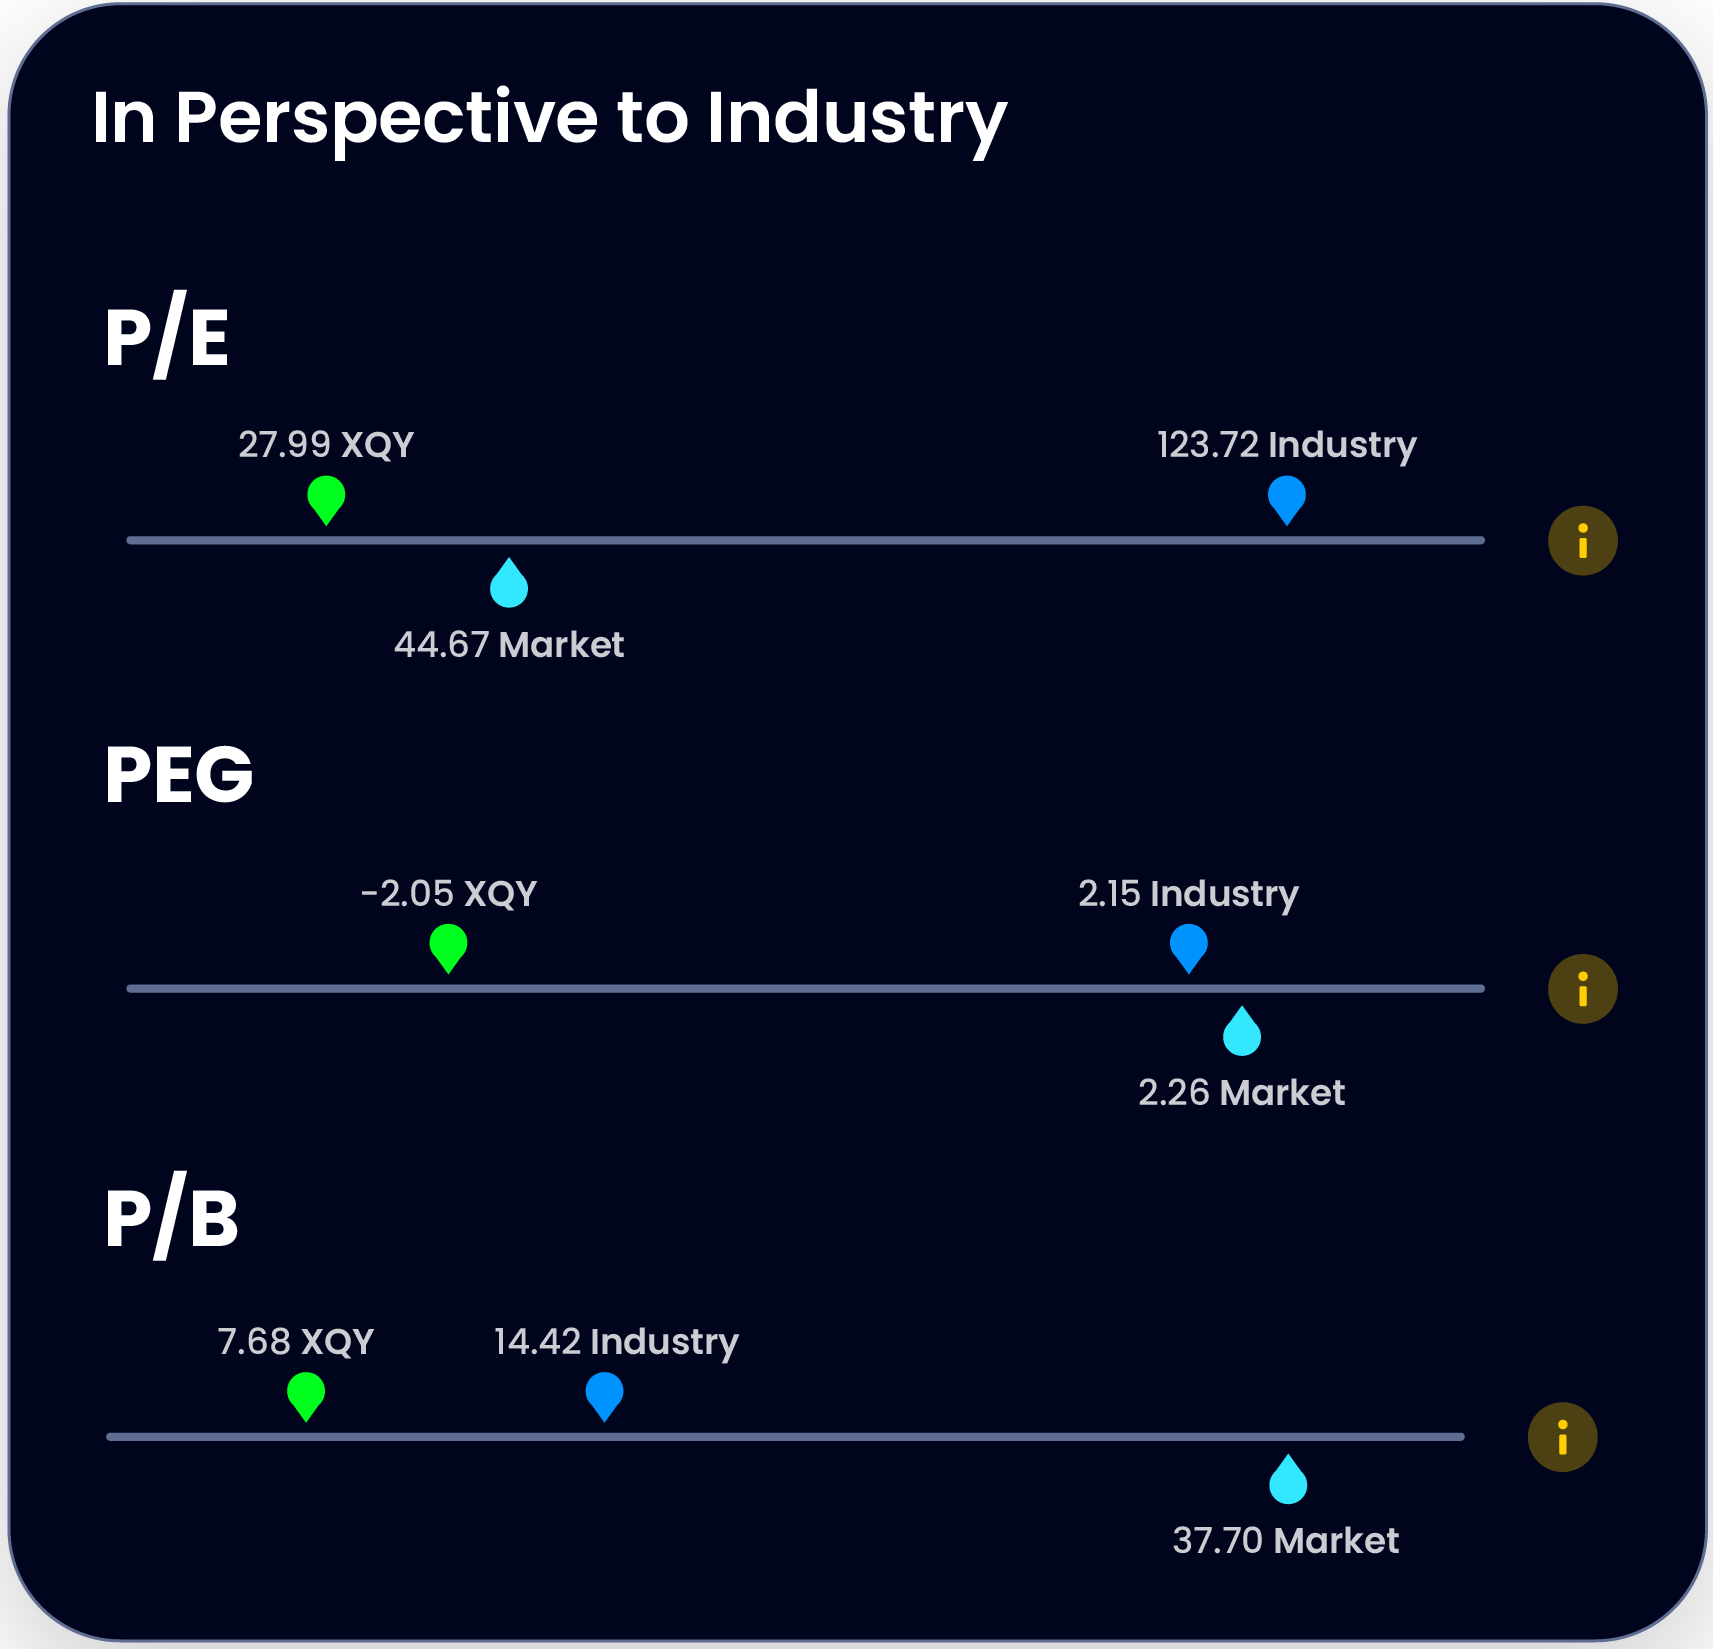 In Perspective to Industry
P/E
27.99 XQY
123.72 Industry
44.67 Market
PEG
-2.05 XQY
2.15 Industry
2.26 Market
P/B
7.68 XQY
14.42 Industry
37.70 Market